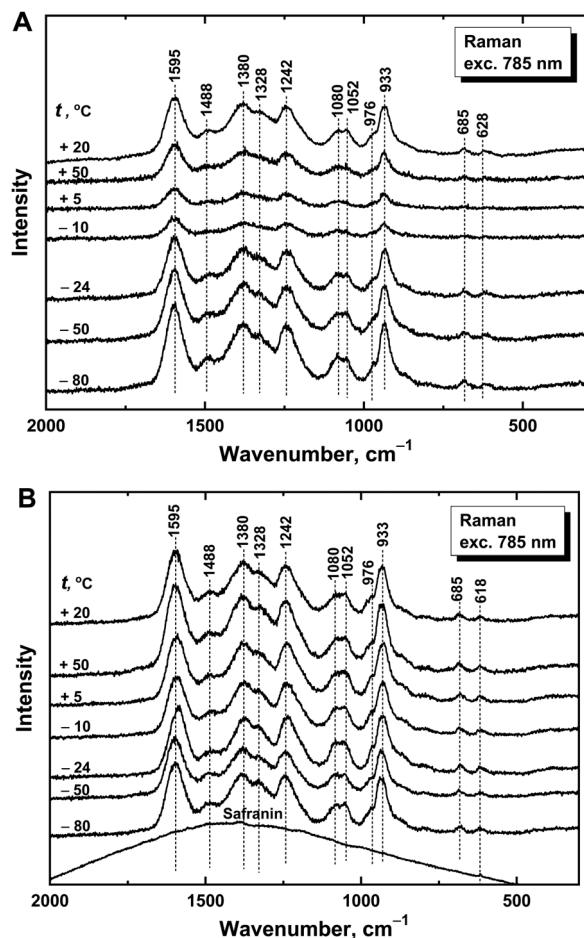 A
1595
1488
1380
1328
1242
1080
1052
976
933
685
628
Raman
exc. 785 nm
t, ºC
+ 20
+ 50
+ 5
– 10
– 24
– 50
– 80
Intensity
2000 1500 1000 500
Wavenumber, cm⁻¹
B
1595
1488
1380
1328
1242
1080
1052
976
933
685
618
Raman
exc. 785 nm
t, ºC
+ 20
+ 50
+ 5
– 10
– 24
– 50
– 80
Safranin
Intensity
2000 1500 1000 500
Wavenumber, cm⁻¹